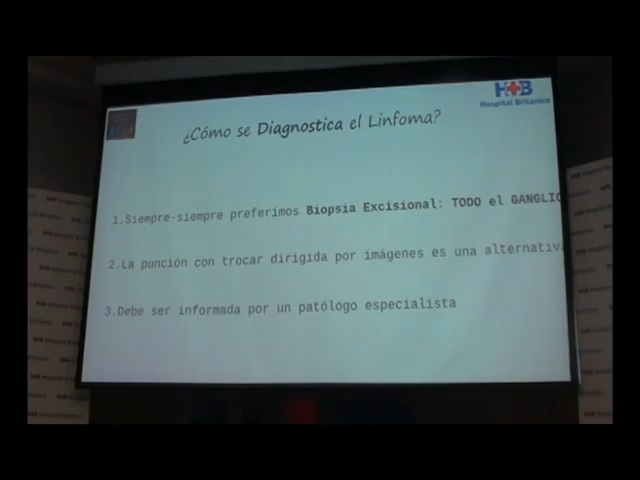 H+B
Hospital Británico
¿Cómo se Diagnostica el Linfoma?
1.Siempre-siempre preferimos Biopsia Excisional: TODO el GANGLIO
2.La punción con trocar dirigida por imágenes es una alternativa
3.Debe ser informada por un patólogo especialista